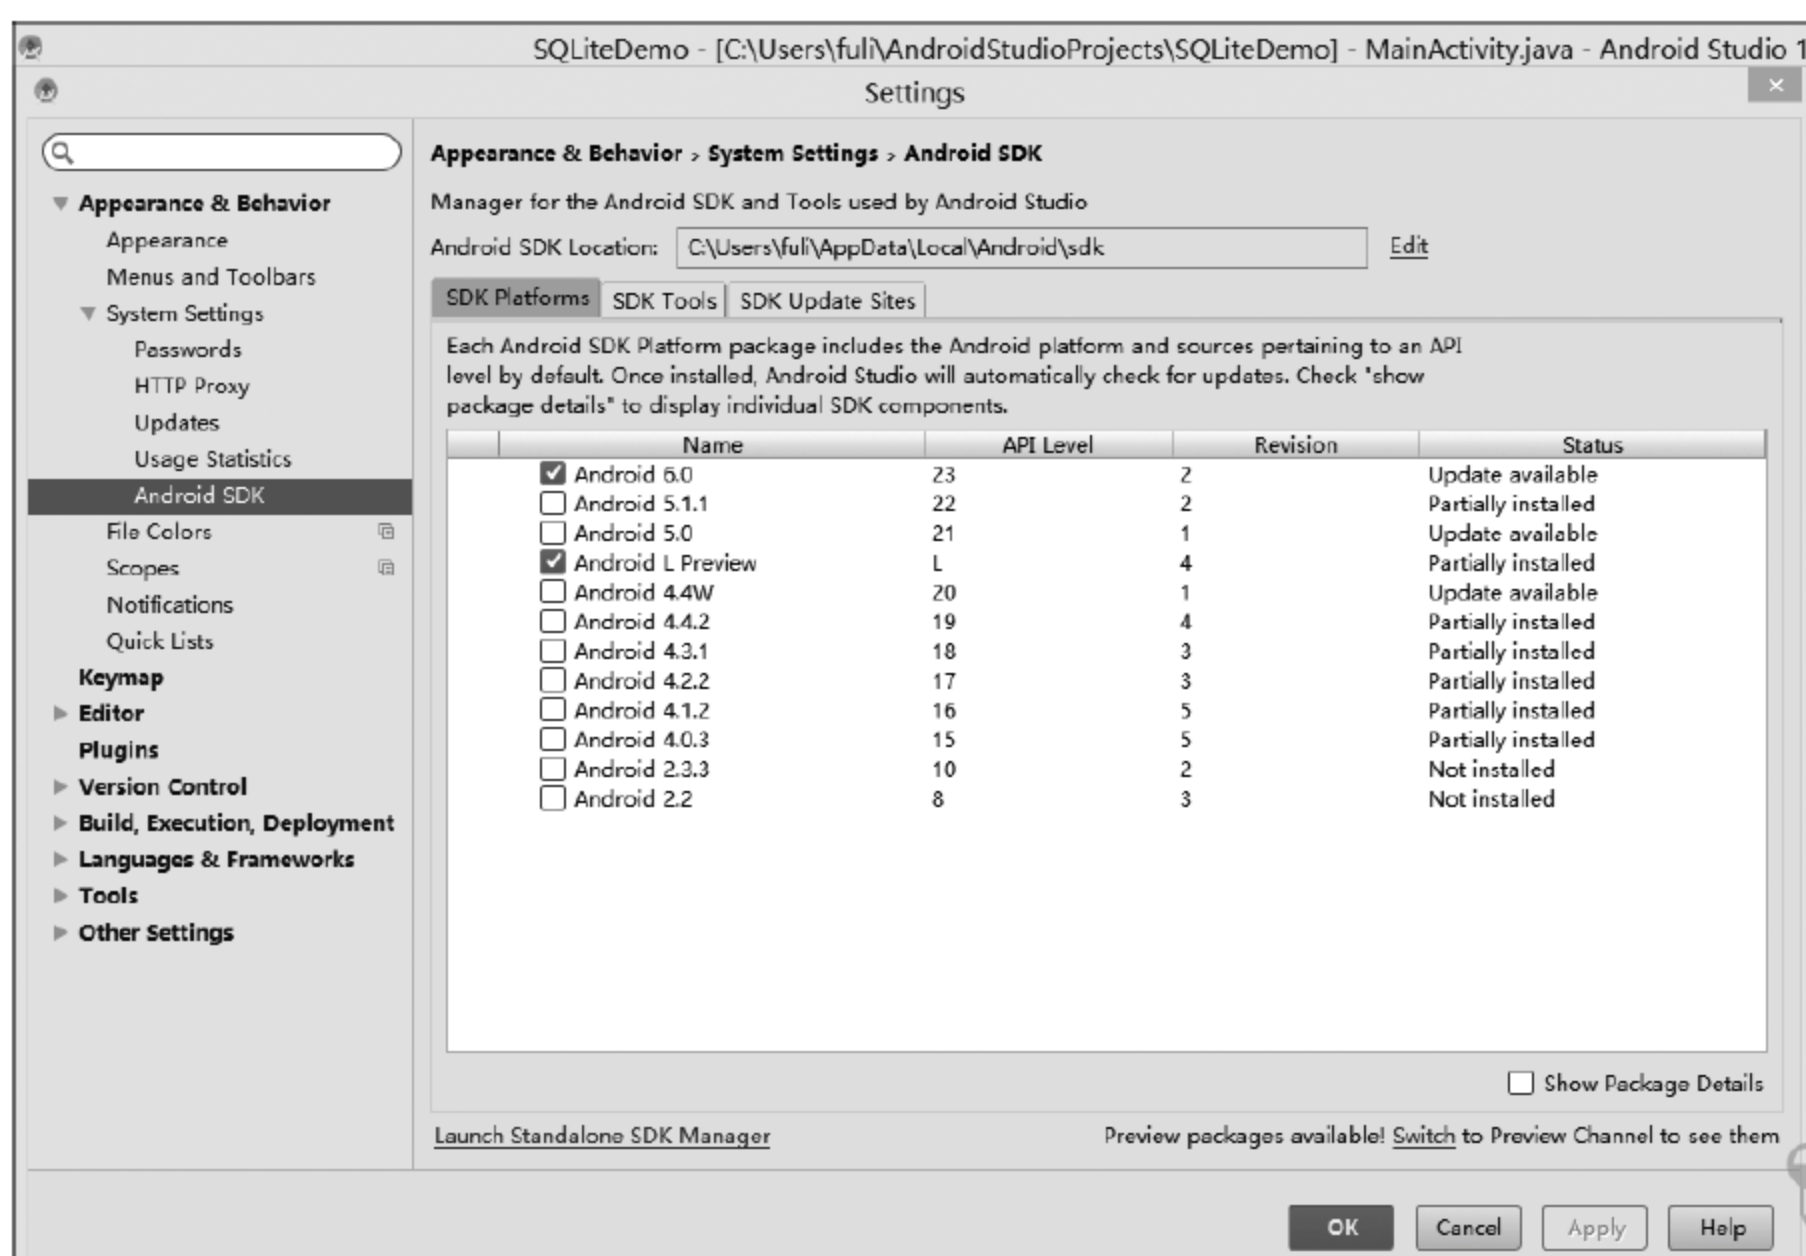 SQLiteDemo - [C:\Users\fuli\AndroidStudioProjects\SQLiteDemo] - MainActivity.java - Android Studio 1
Settings
Appearance & Behavior
Appearance
Menus and Toolbars
System Settings
Passwords
HTTP Proxy
Updates
Usage Statistics
Android SDK
File Colors
Scopes
Notifications
Quick Lists
Keymap
Editor
Plugins
Version Control
Build, Execution, Deployment
Languages & Frameworks
Tools
Other Settings
Appearance & Behavior > System Settings > Android SDK
Manager for the Android SDK and Tools used by Android Studio
Android SDK Location: C:\Users\fuli\AppData\Local\Android\sdk Edit
SDK Platforms SDK Tools SDK Update Sites
Each Android SDK Platform package includes the Android platform and sources pertaining to an API
level by default. Once installed, Android Studio will automatically check for updates. Check "show
package details" to display individual SDK components.
Name API Level Revision Status
Android 6.0 23 2 Update available
Android 5.1.1 22 2 Partially installed
Android 5.0 21 1 Update available
Android L Preview L 4 Partially installed
Android 4.4W 20 1 Update available
Android 4.4.2 19 4 Partially installed
Android 4.3.1 18 3 Partially installed
Android 4.2.2 17 3 Partially installed
Android 4.1.2 16 5 Partially installed
Android 4.0.3 15 5 Partially installed
Android 2.3.3 10 2 Not installed
Android 2.2 8 3 Not installed
Show Package Details
Launch Standalone SDK Manager Preview packages available! Switch to Preview Channel to see them
OK Cancel Apply Help